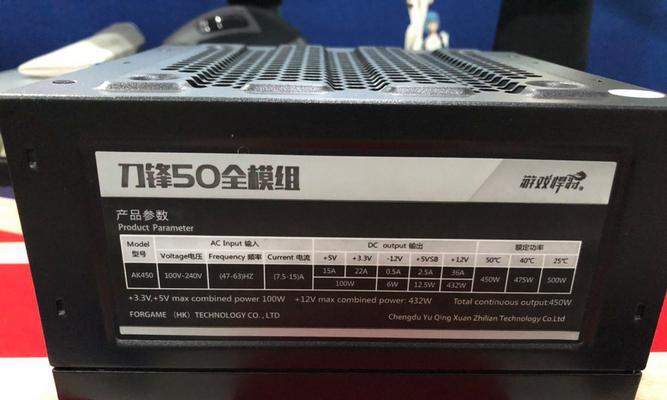 刀锋50全模组
游戏悍将
产品参数
Product Parameter
Model 型号 AC Input 输入 DC output 输出 额定功率
Voltage电压 Frequency 频率 Current 电流 +5V +3.3V -12V +5VSB +12V 50℃ 40℃ 25℃
AK450 100V-240V (47-63)HZ (7.5-15)A 15A 22A 0.5A 2.5A 36A 450W 475W 500W
100W 6W 12.5W 432W
+3.3V,+5V max combined power 100W +12V max combined power: 432W Total continuous output:450W
FORGAME (HK) TECHNOLOGY CO., LTD Chengdu Yu Qing Xuan Zhilian Technology Co.Ltd